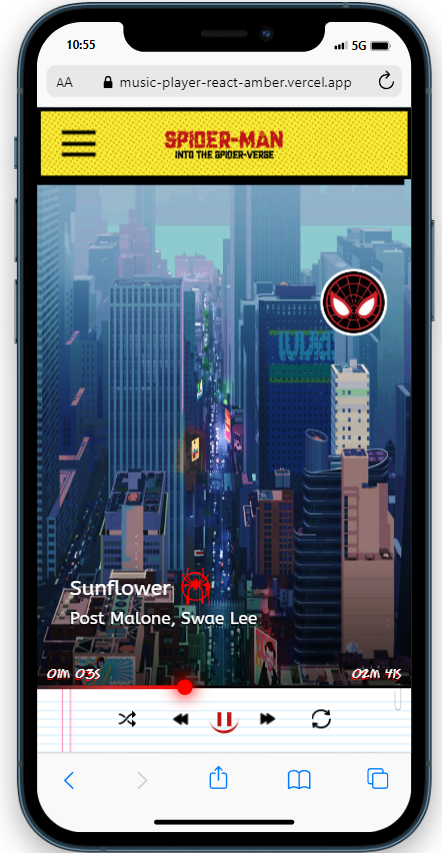 10:55
5G
AA music-player-react-amber.vercel.app
SPIDER-MAN
INTO THE SPIDER-VERSE
Sunflower
Post Malone, Swae Lee
01M 03S
02M 41S